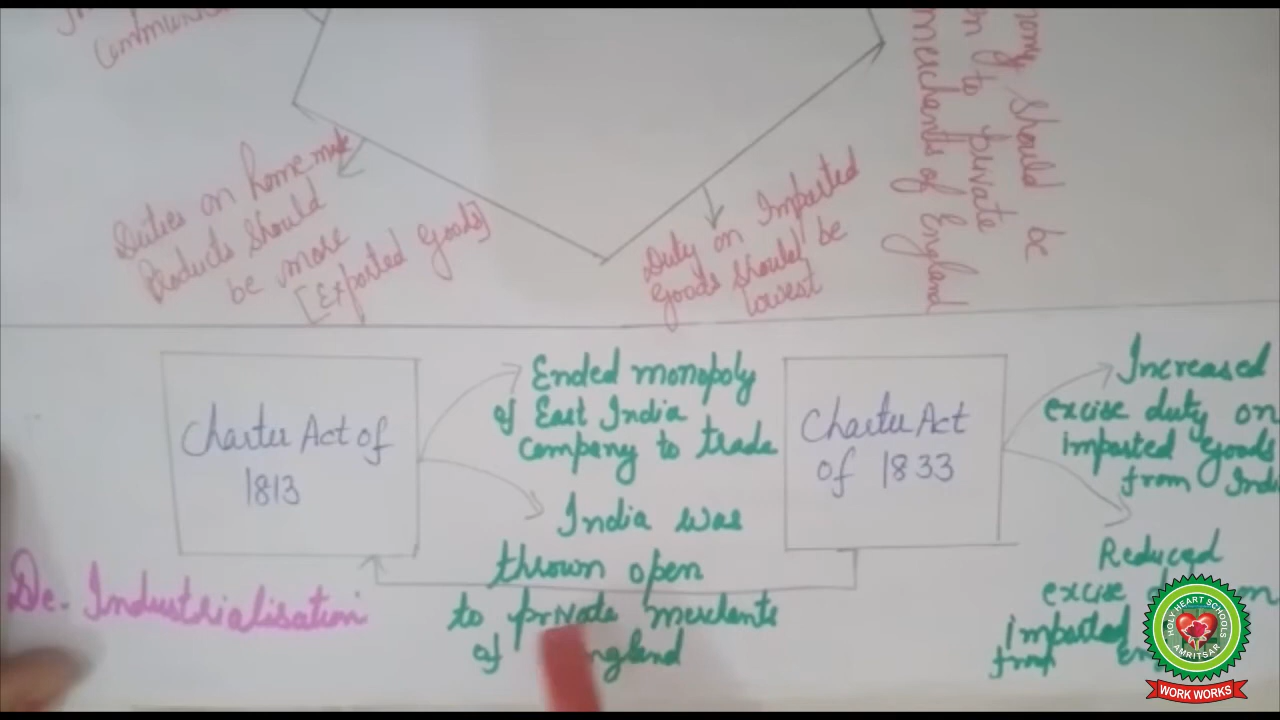 Duties on home made
Products should
be more
[Exported Goods]
Duty on Imported
Goods should be
lowest
should be
to private
merchants of England
Charter Act of
1813
Ended monopoly
of East India
company to trade
India was
thrown open
to private merchants
of England
Charter Act
of 1833
Increased
excise duty on
imported Goods
from
Reduced
excise
imported
from
De-Industrialisation
HOLY HEART SCHOOLS
AMRITSAR
WORK WORKS